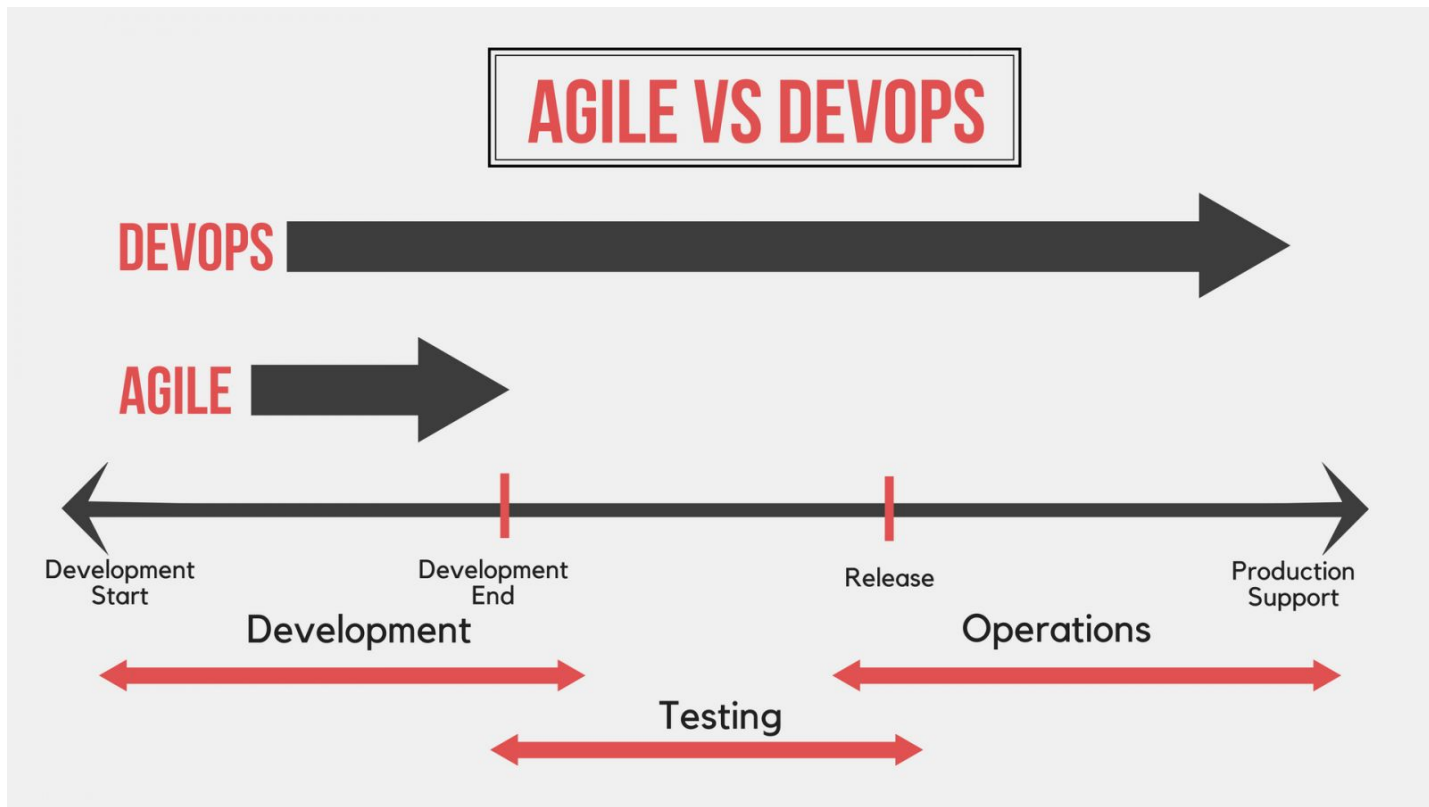 AGILE VS DEVOPS
DEVOPS
AGILE
Development
Start
Development
End
Release
Production
Support
Development
Operations
Testing